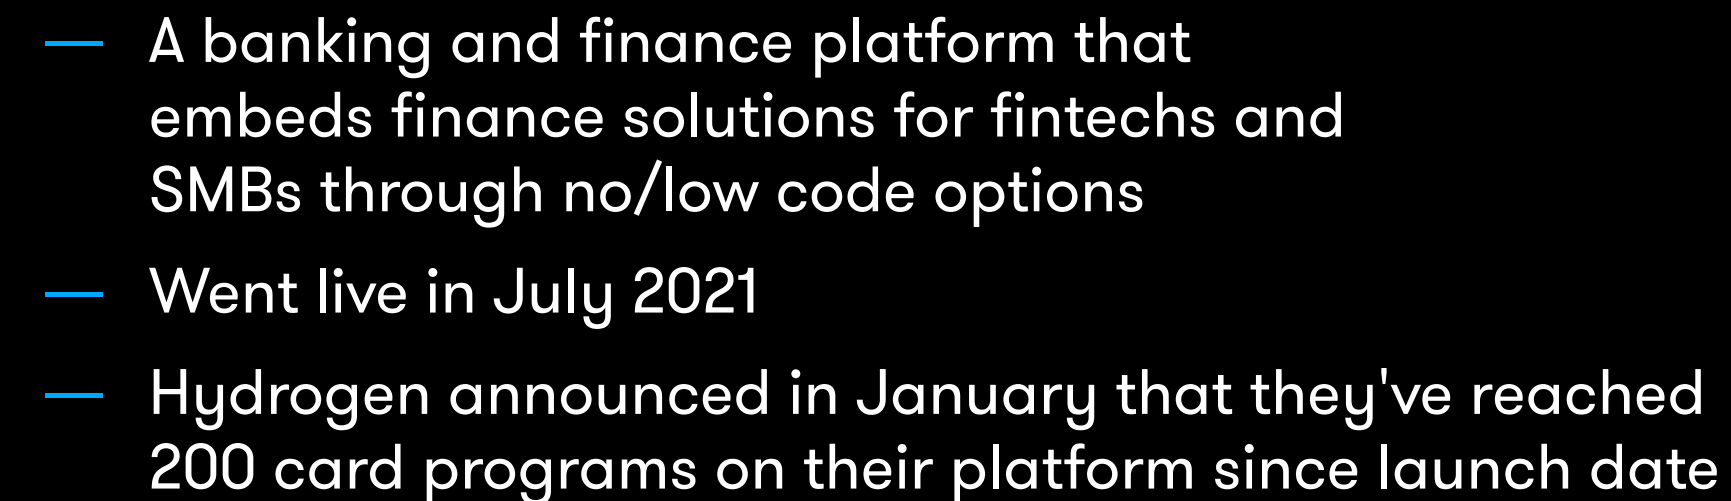 — A banking and finance platform that
embeds finance solutions for fintechs and
SMBs through no/low code options
— Went live in July 2021
— Hydrogen announced in January that they've reached
200 card programs on their platform since launch date